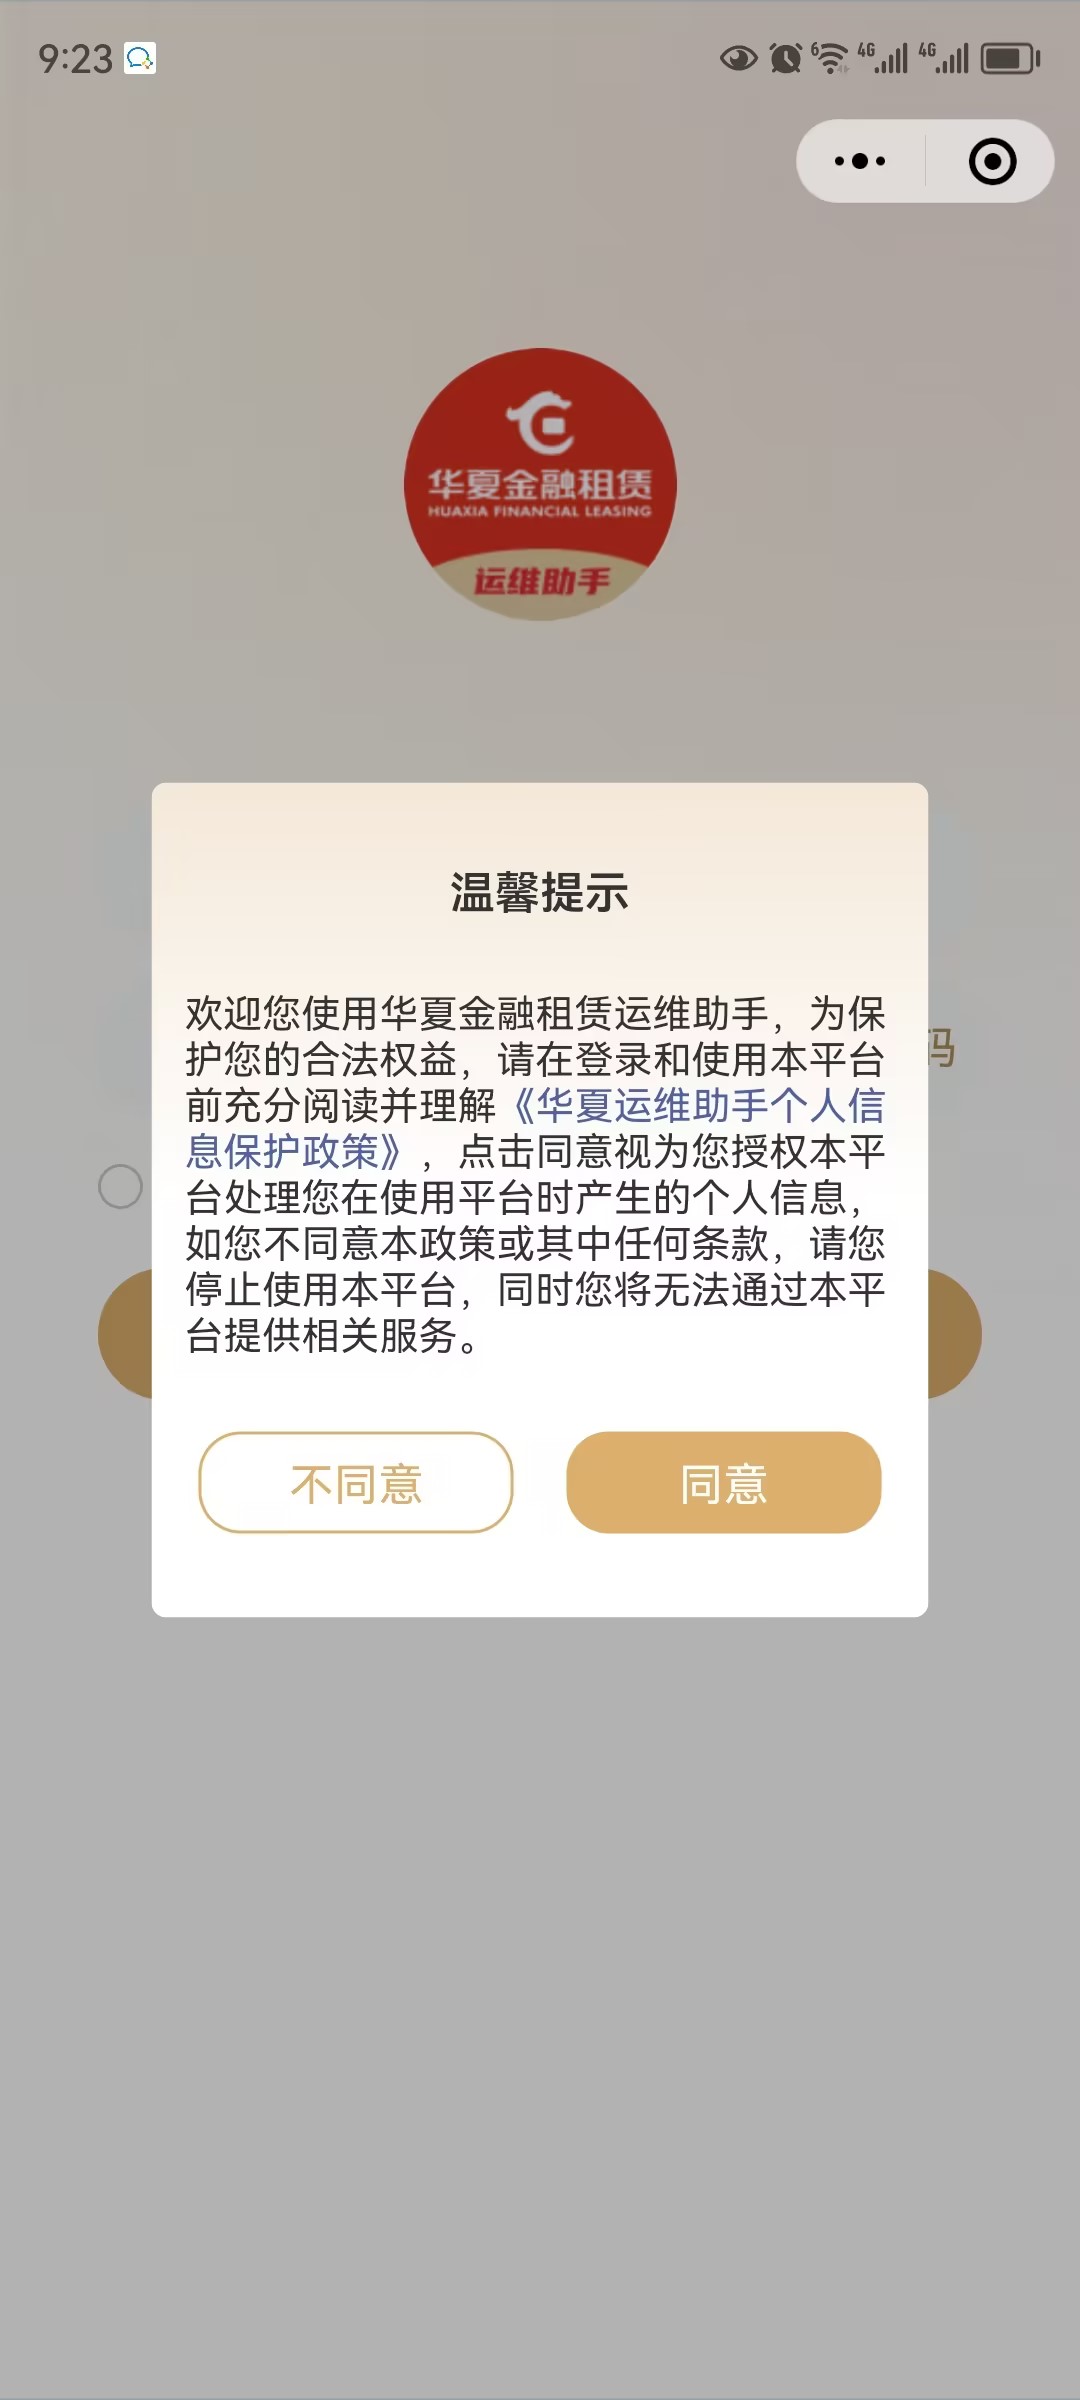 9:23
6 4G 4G
华夏金融租赁
HUAXIA FINANCIAL LEASING
运维助手
温馨提示
欢迎您使用华夏金融租赁运维助手，为保
护您的合法权益，请在登录和使用本平台
前充分阅读并理解《华夏运维助手个人信
息保护政策》，点击同意视为您授权本平
台处理您在使用平台时产生的个人信息，
如您不同意本政策或其中任何条款，请您
停止使用本平台，同时您将无法通过本平
台提供相关服务。
码
不同意
同意